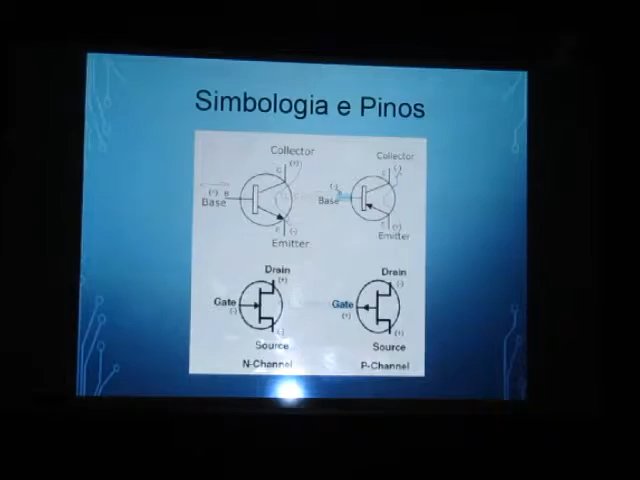 Simbologia e Pinos
Collector
Collector
C (+)
(-)
(+) B
Base
(-)
B
Base
E (-)
E (+)
Emitter
Emitter
Drain
(+)
Drain
(-)
Gate
(-)
Gate
(+)
(-)
(+)
Source
Source
N-Channel
P-Channel